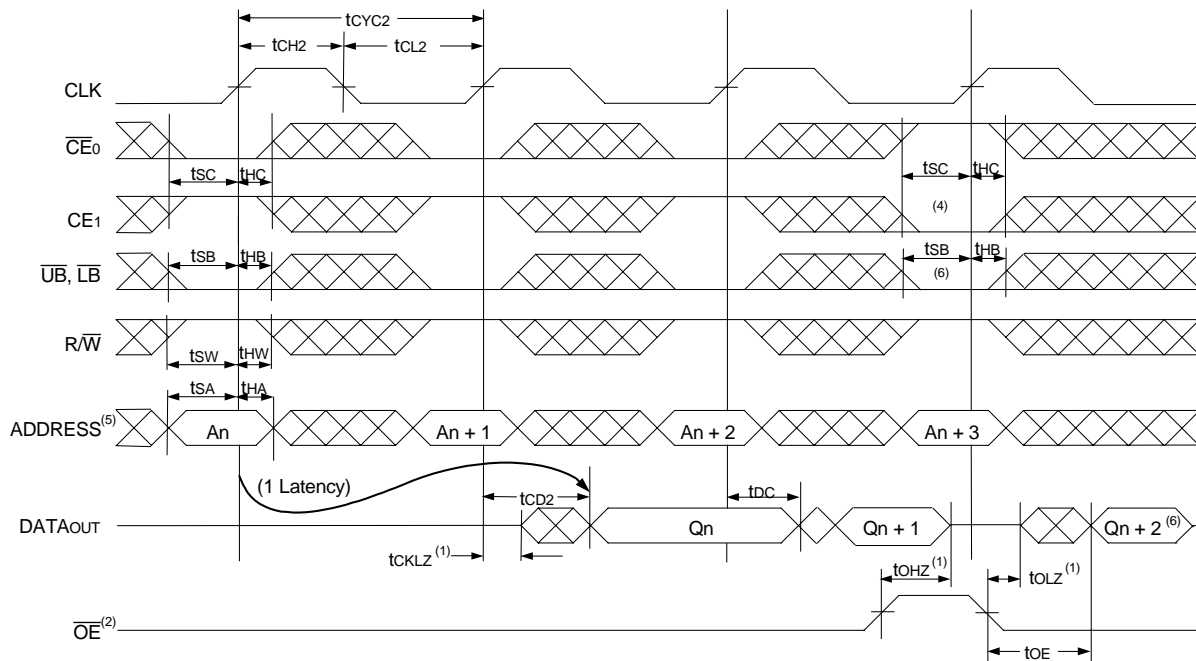 tCYC2
tCH2 tCL2
CLK
CE0
tSC tHC tSC tHC
CE1 (4)
tSB tHB tSB tHB
UB, LB (6)
R/W
tSW tHW
tSA tHA
ADDRESS(5) An An + 1 An + 2 An + 3
(1 Latency) tCD2 tDC
DATAOUT Qn Qn + 1 Qn + 2 (6)
tCKLZ (1) tOHZ (1) tOLZ (1)
OE(2)
tOE